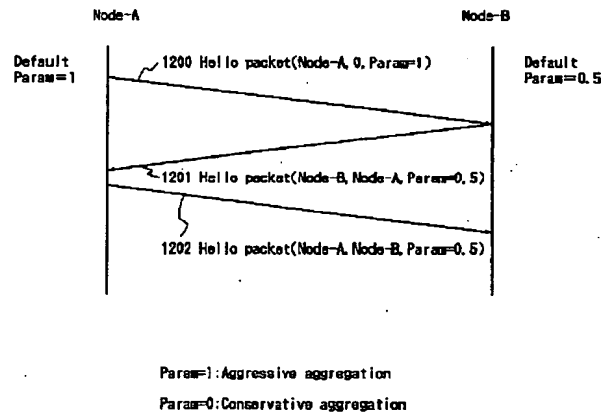 Node-A
Node-B
Default
Param=1
Default
Param=0.5
1200 Hello packet(Node-A, 0, Param=1)
1201 Hello packet(Node-B, Node-A, Param=0.5)
1202 Hello packet(Node-A, Node-B, Param=0.5)
Param=1:Aggressive aggregation
Param=0:Conservative aggregation